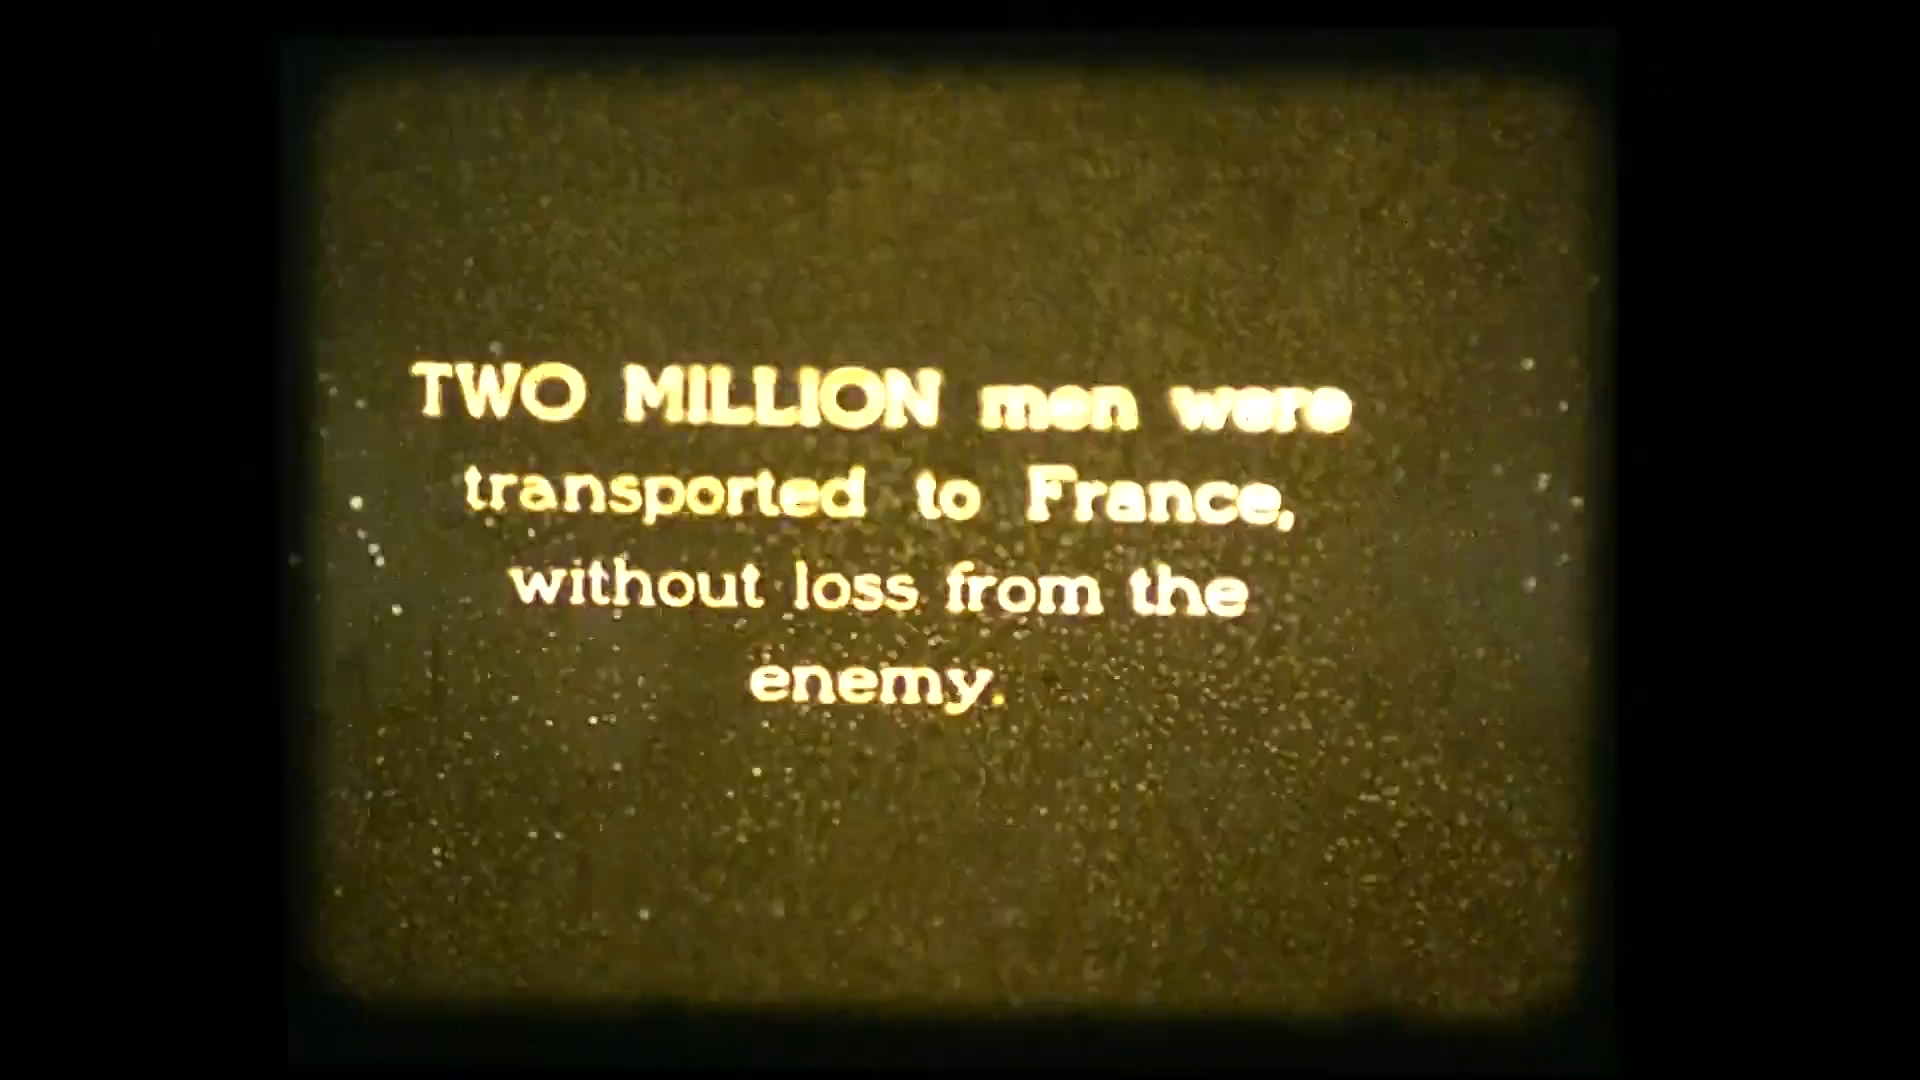 TWO MILLION men were
transported to France,
without loss from the
enemy.